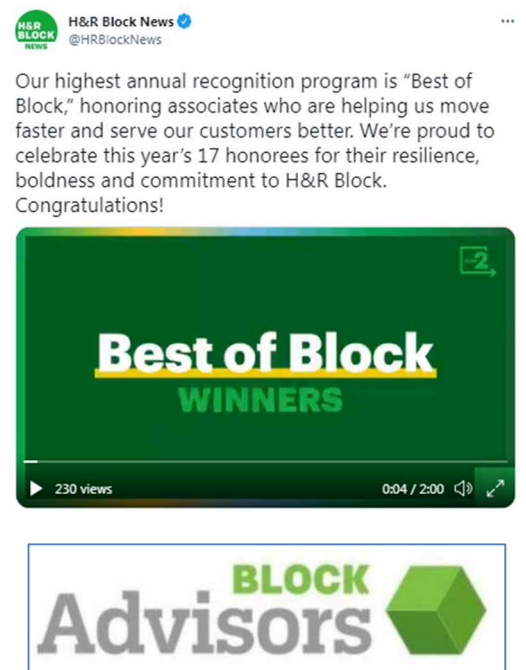 H&R
BLOCK
NEWS
H&R Block News
@HRBlockNews
Our highest annual recognition program is “Best of
Block,” honoring associates who are helping us move
faster and serve our customers better. We’re proud to
celebrate this year’s 17 honorees for their resilience,
boldness and commitment to H&R Block.
Congratulations!
2
Best of Block
WINNERS
230 views
0:04 / 2:00
BLOCK
Advisors